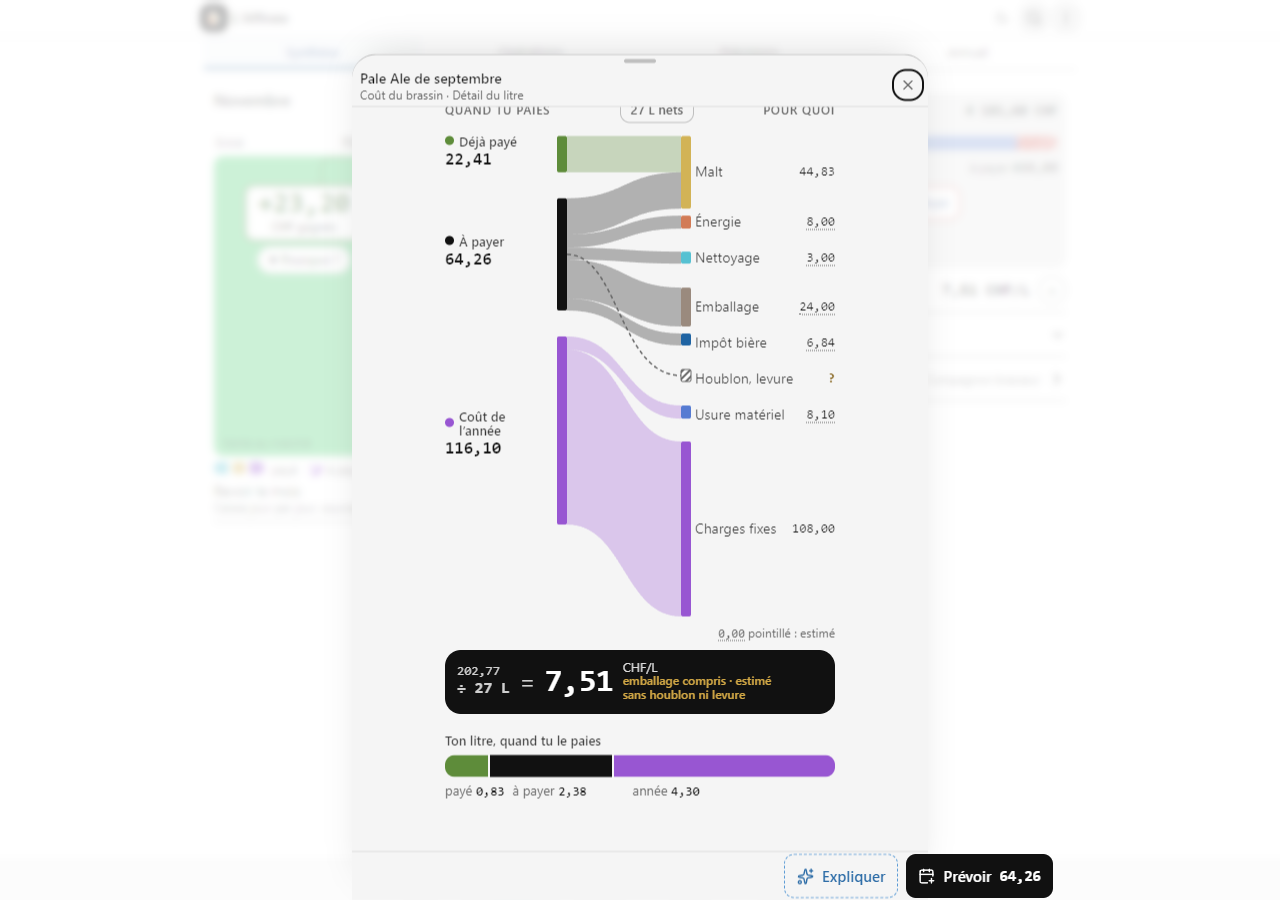 Pale Ale de septembre
Coût du brassin · Détail du litre
QUAND TU PAIES
27 L nets
POUR QUOI
Déjà payé
22,41
Malt 44,83
Énergie 8,00
À payer
64,26
Nettoyage 3,00
Emballage 24,00
Impôt bière 6,84
Houblon, levure ?
Usure matériel 8,10
Coût de
l'année
116,10
Charges fixes 108,00
0,00 pointillé : estimé
202,77
÷ 27 L = 7,51
CHF/L
emballage compris · estimé
sans houblon ni levure
Ton litre, quand tu le paies
payé 0,83 à payer 2,38 année 4,30
Expliquer
Prévoir 64,26